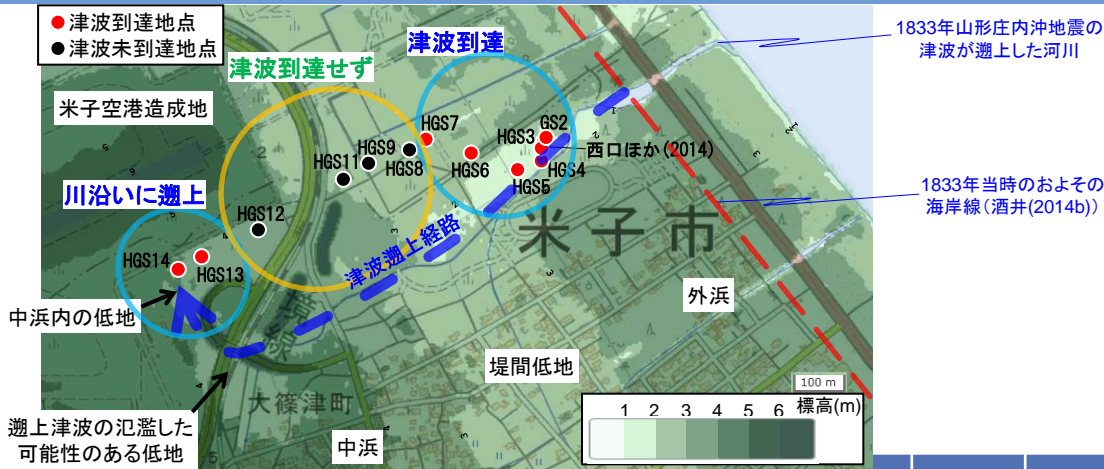 ●津波到達地点
●津波未到達地点
津波到達せず
津波到達
1833年山形庄内沖地震の
津波が遡上した河川
米子空港造成地
HGS7
HGS3
GS2
西口ほか(2014)
HGS9
HGS8
HGS6
HGS4
HGS11
HGS5
川沿いに遡上
1833年当時のおよその
海岸線(酒井(2014b))
HGS12
米子市
津波遡上経路
HGS14
HGS13
外浜
中浜内の低地
堤間低地
100 m
大篠津町
1 2 3 4 5 6 標高(m)
遡上津波の氾濫した
可能性のある低地
中浜